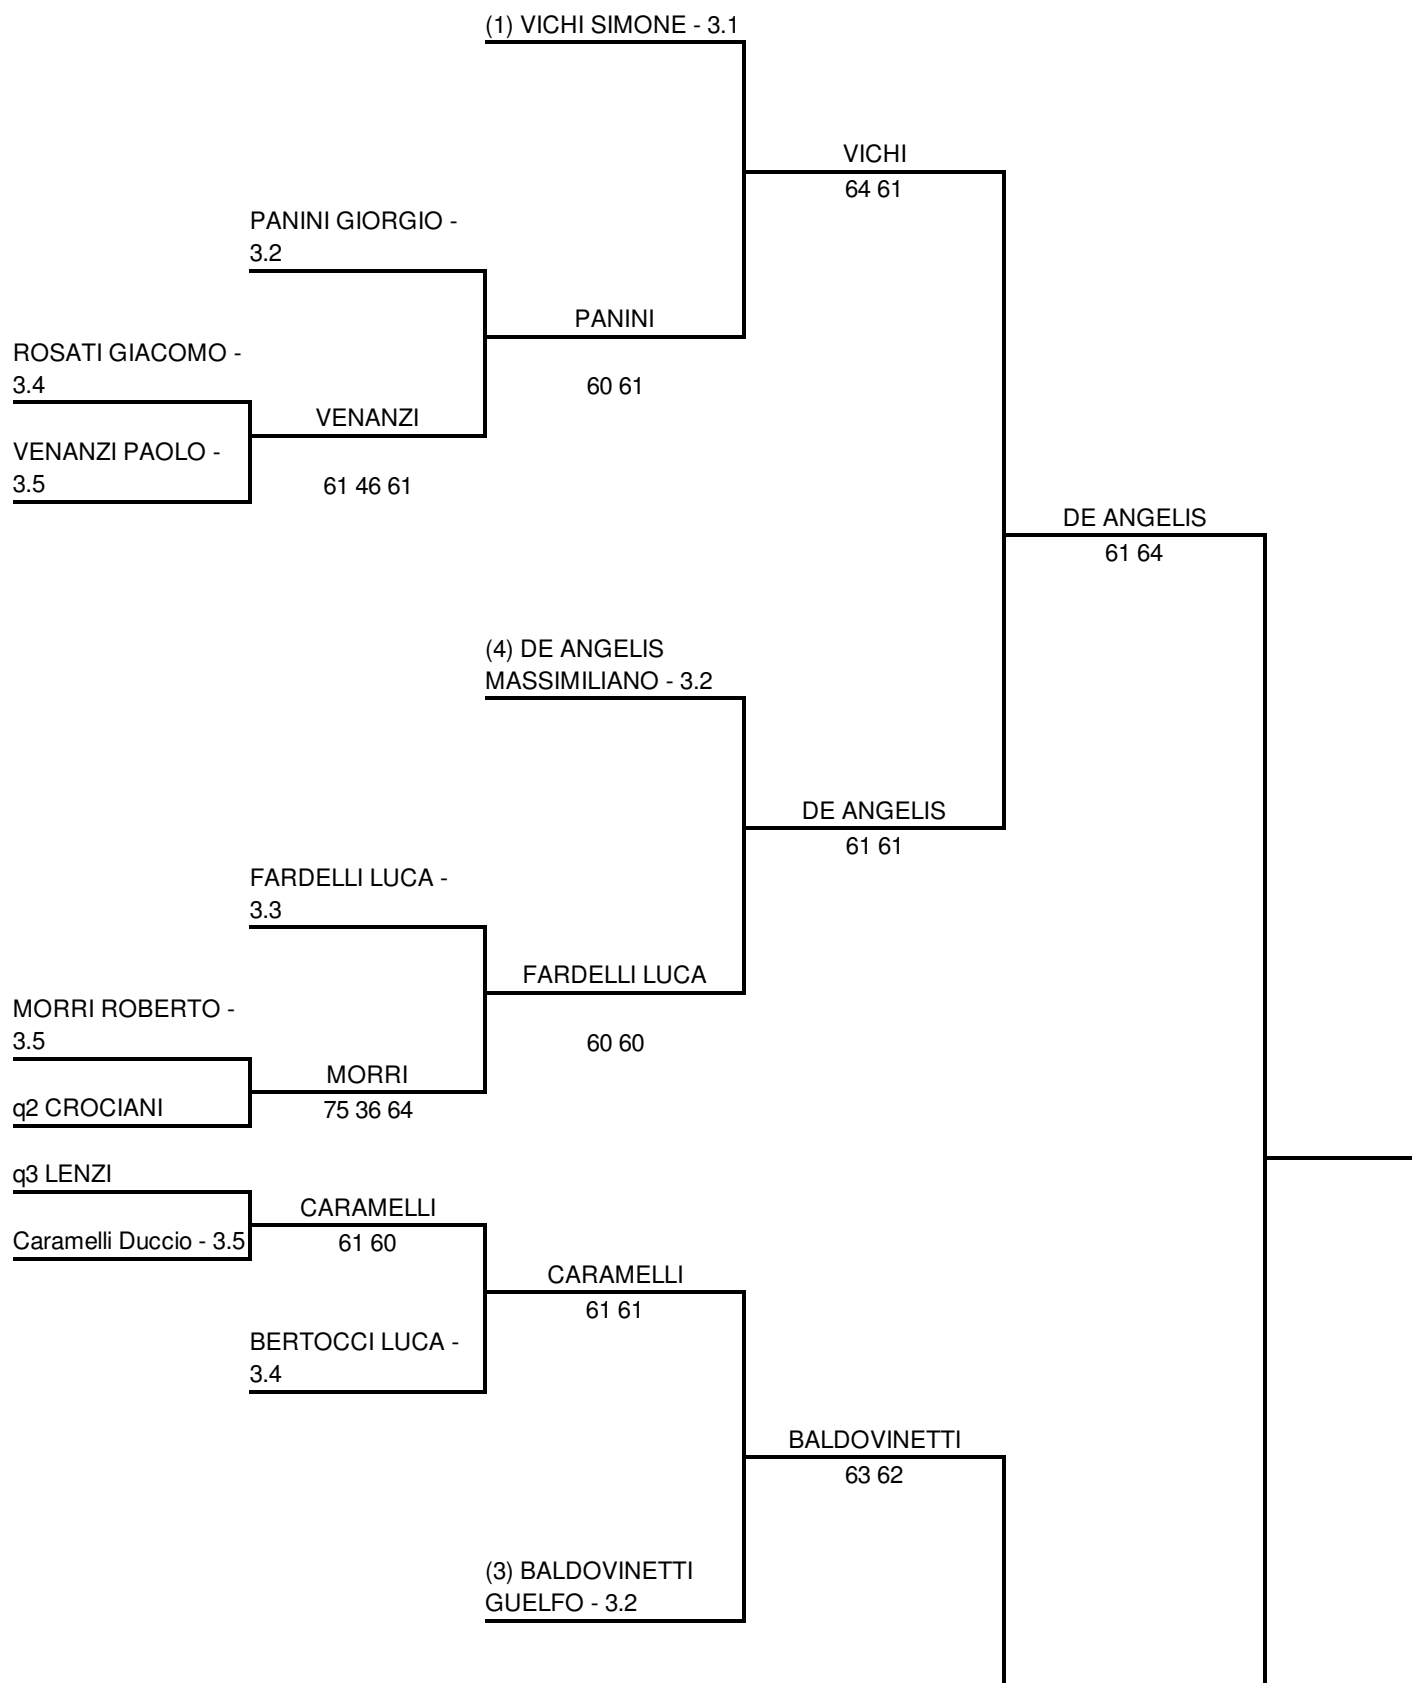 (1) VICHI SIMONE - 3.1
VICHI
64 61
PANINI GIORGIO -
3.2
PANINI
60 61
ROSATI GIACOMO -
3.4
VENANZI
61 46 61
VENANZI PAOLO -
3.5
DE ANGELIS
61 64
(4) DE ANGELIS
MASSIMILIANO - 3.2
DE ANGELIS
61 61
FARDELLI LUCA -
3.3
FARDELLI LUCA
60 60
MORRI ROBERTO -
3.5
MORRI
75 36 64
q2 CROCIANI
q3 LENZI
CARAMELLI
61 60
Caramelli Duccio - 3.5
CARAMELLI
61 61
BERTOCCI LUCA -
3.4
BALDOVINETTI
63 62
(3) BALDOVINETTI
GUELFO - 3.2